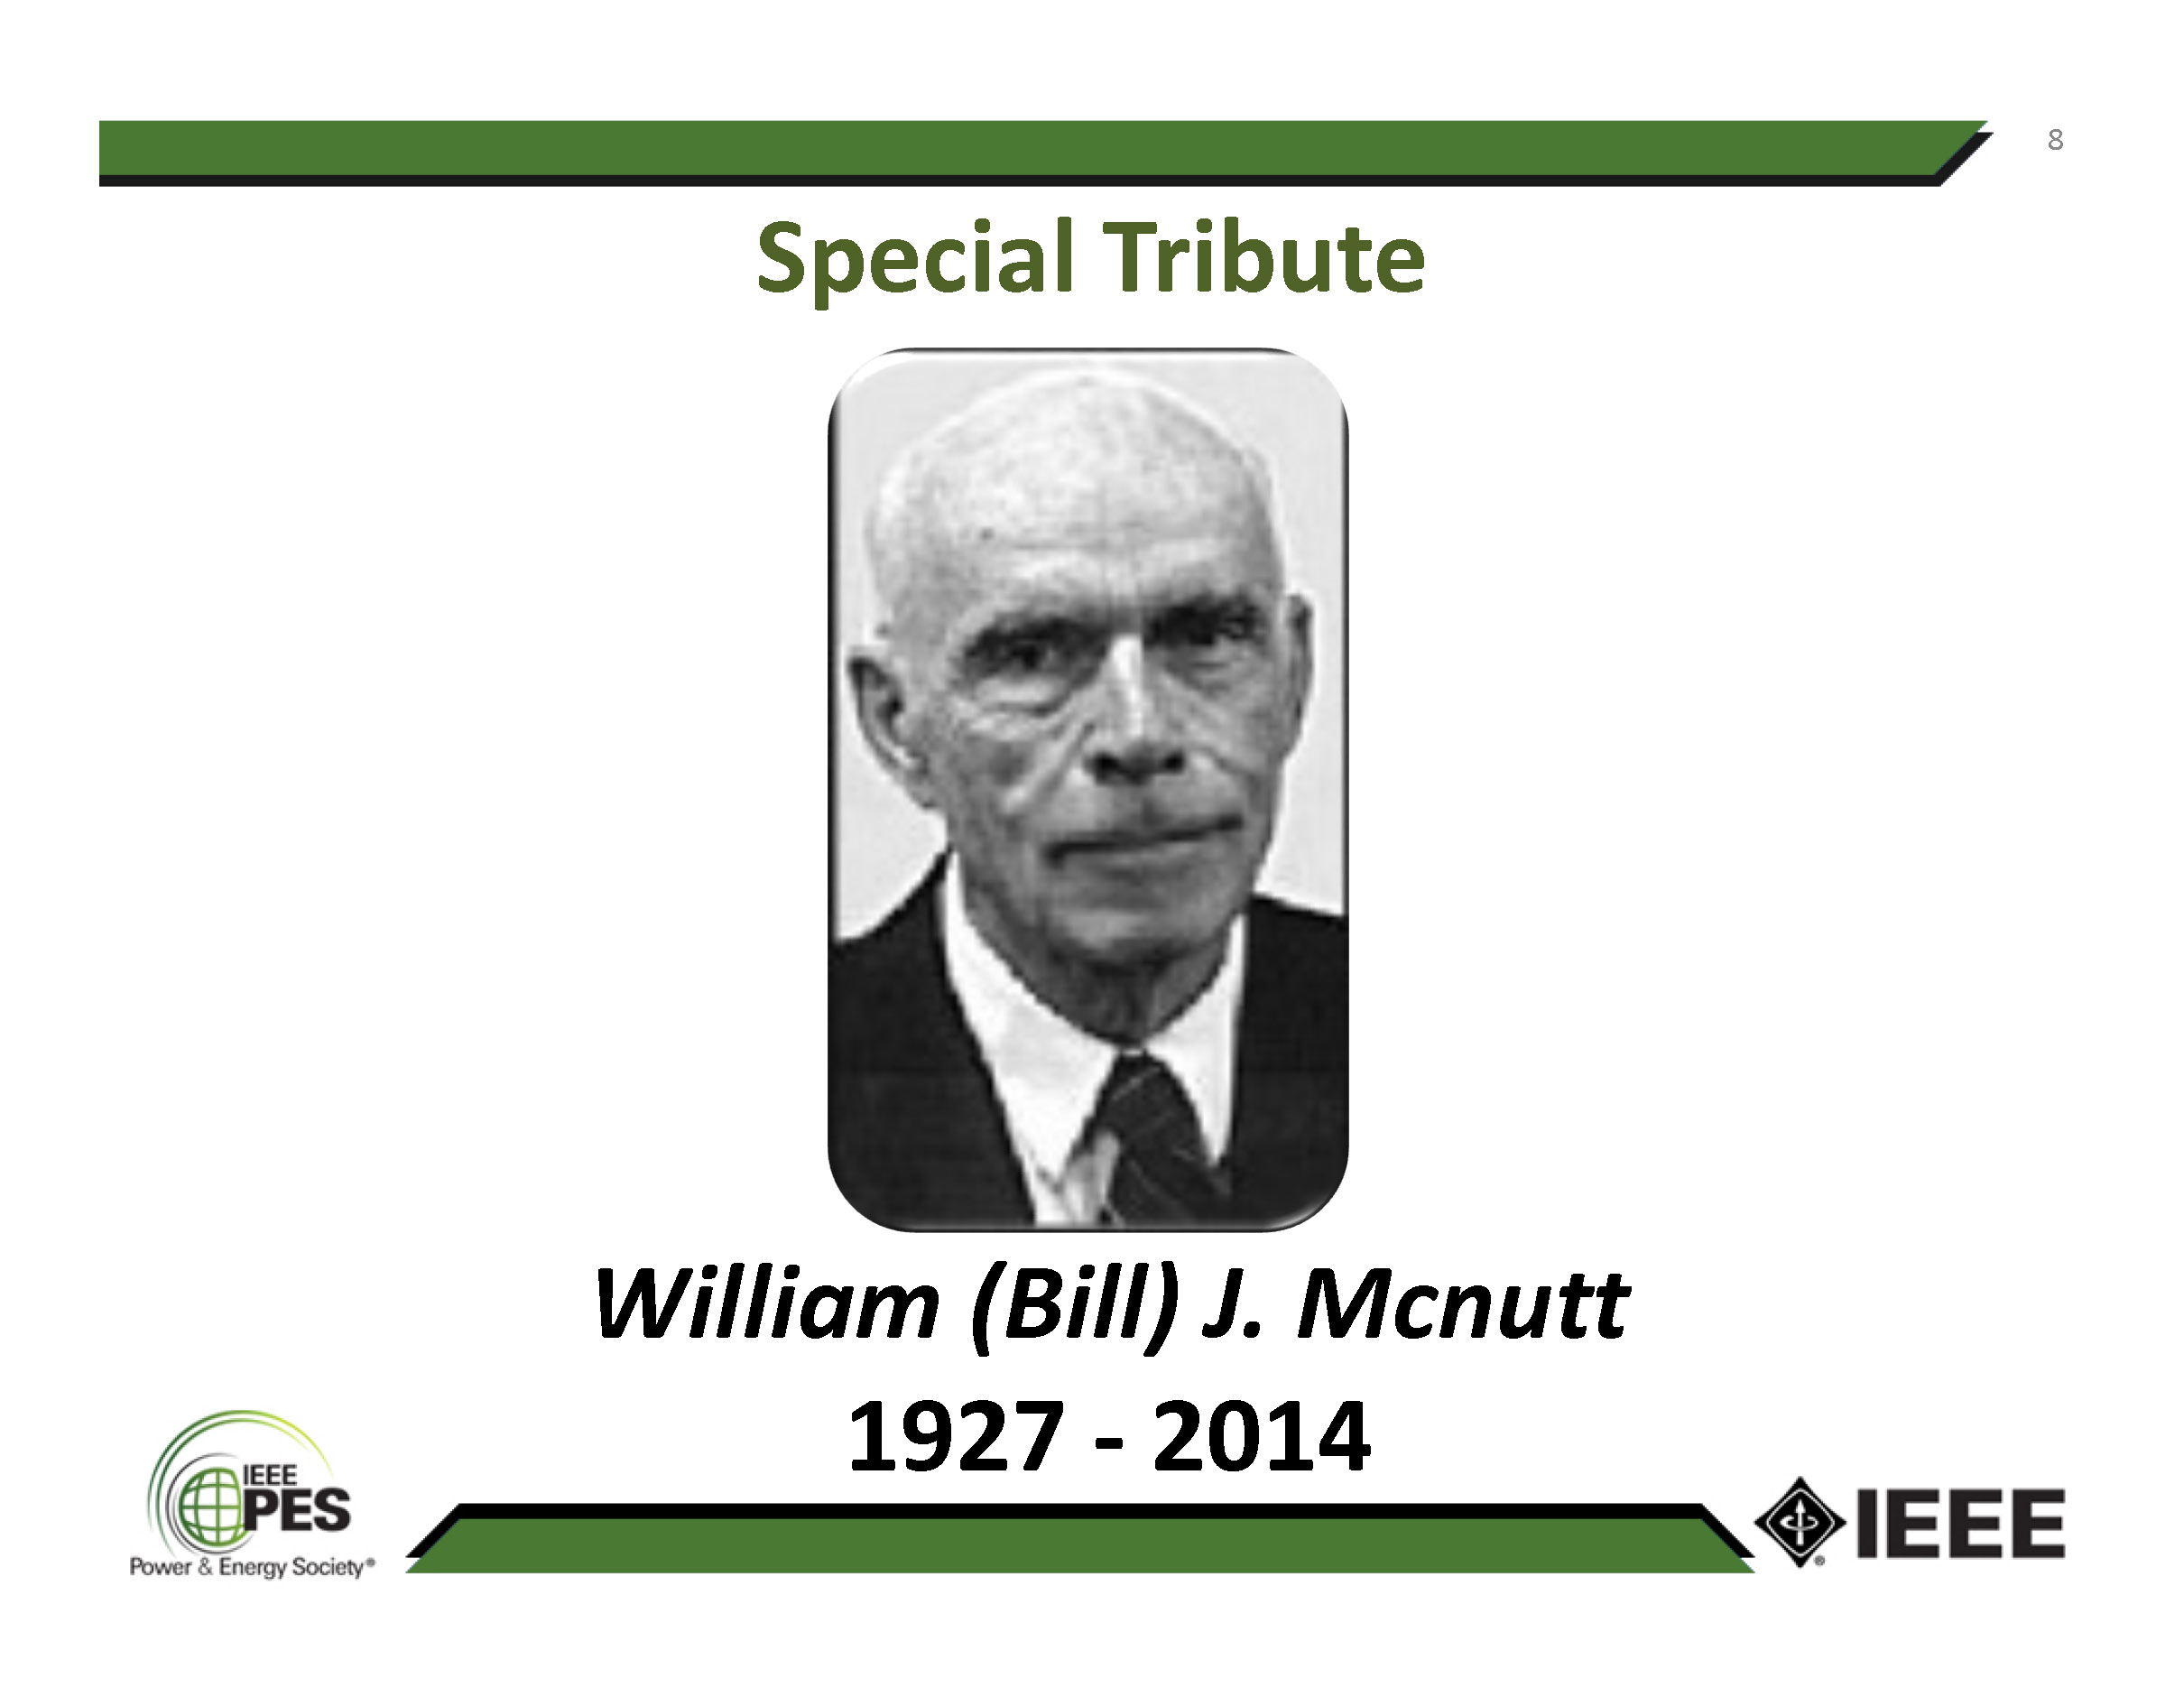 8
Special Tribute
William (Bill) J. Mcnutt
1927 - 2014
IEEE
PES
Power & Energy Society®
IEEE
®